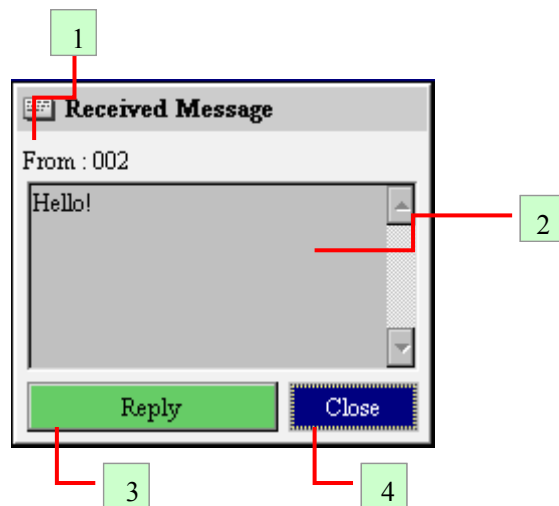 1
Received Message
From : 002
Hello!
2
Reply
Close
3
4